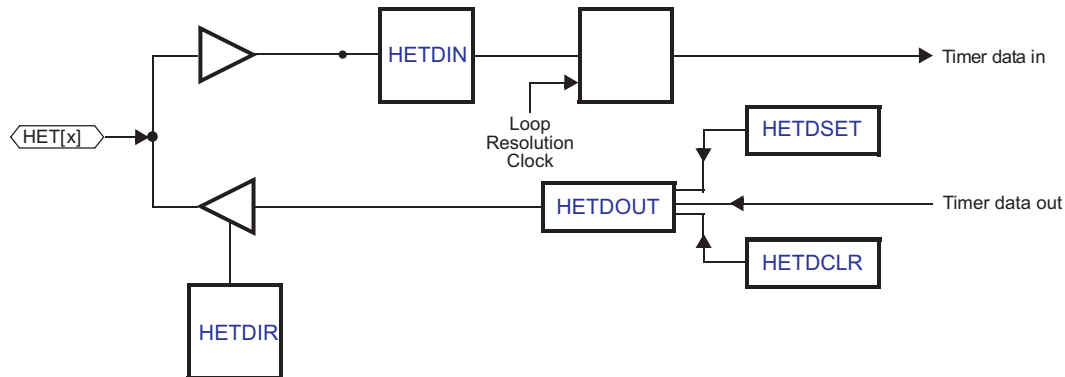 HETDIN
Timer data in
HET[x]
Loop
Resolution
Clock
HETDSET
HETDOUT
Timer data out
HETDCLR
HETDIR